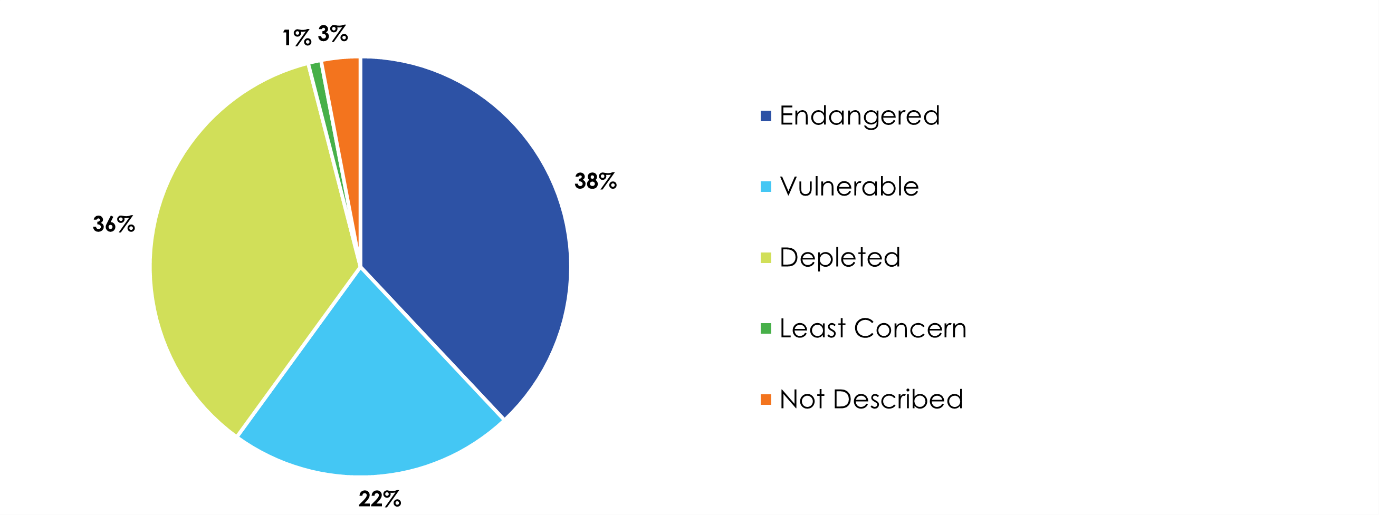 1% 3%
38%
36%
22%
Endangered
Vulnerable
Depleted
Least Concern
Not Described